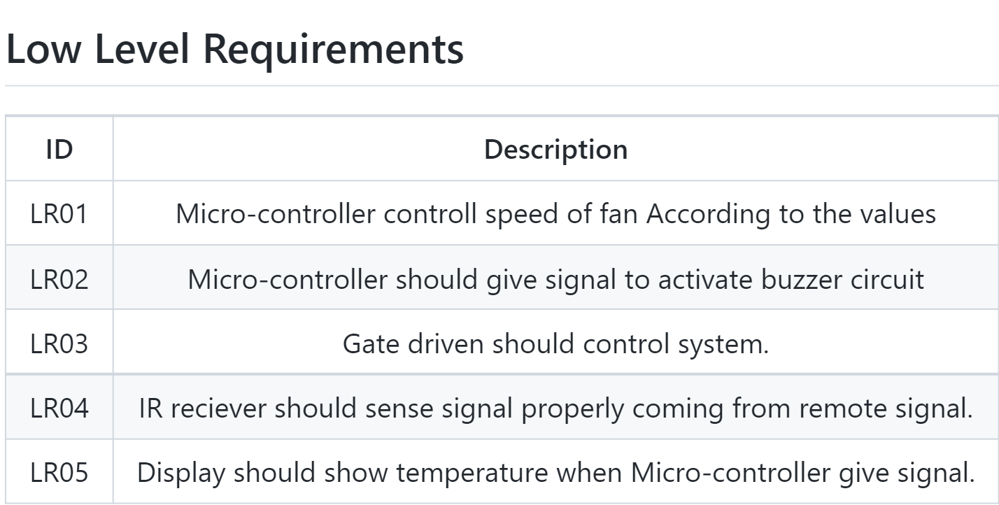 Low Level Requirements
ID Description
LR01 Micro-controller controll speed of fan According to the values
LR02 Micro-controller should give signal to activate buzzer circuit
LR03 Gate driven should control system.
LR04 IR reciever should sense signal properly coming from remote signal.
LR05 Display should show temperature when Micro-controller give signal.